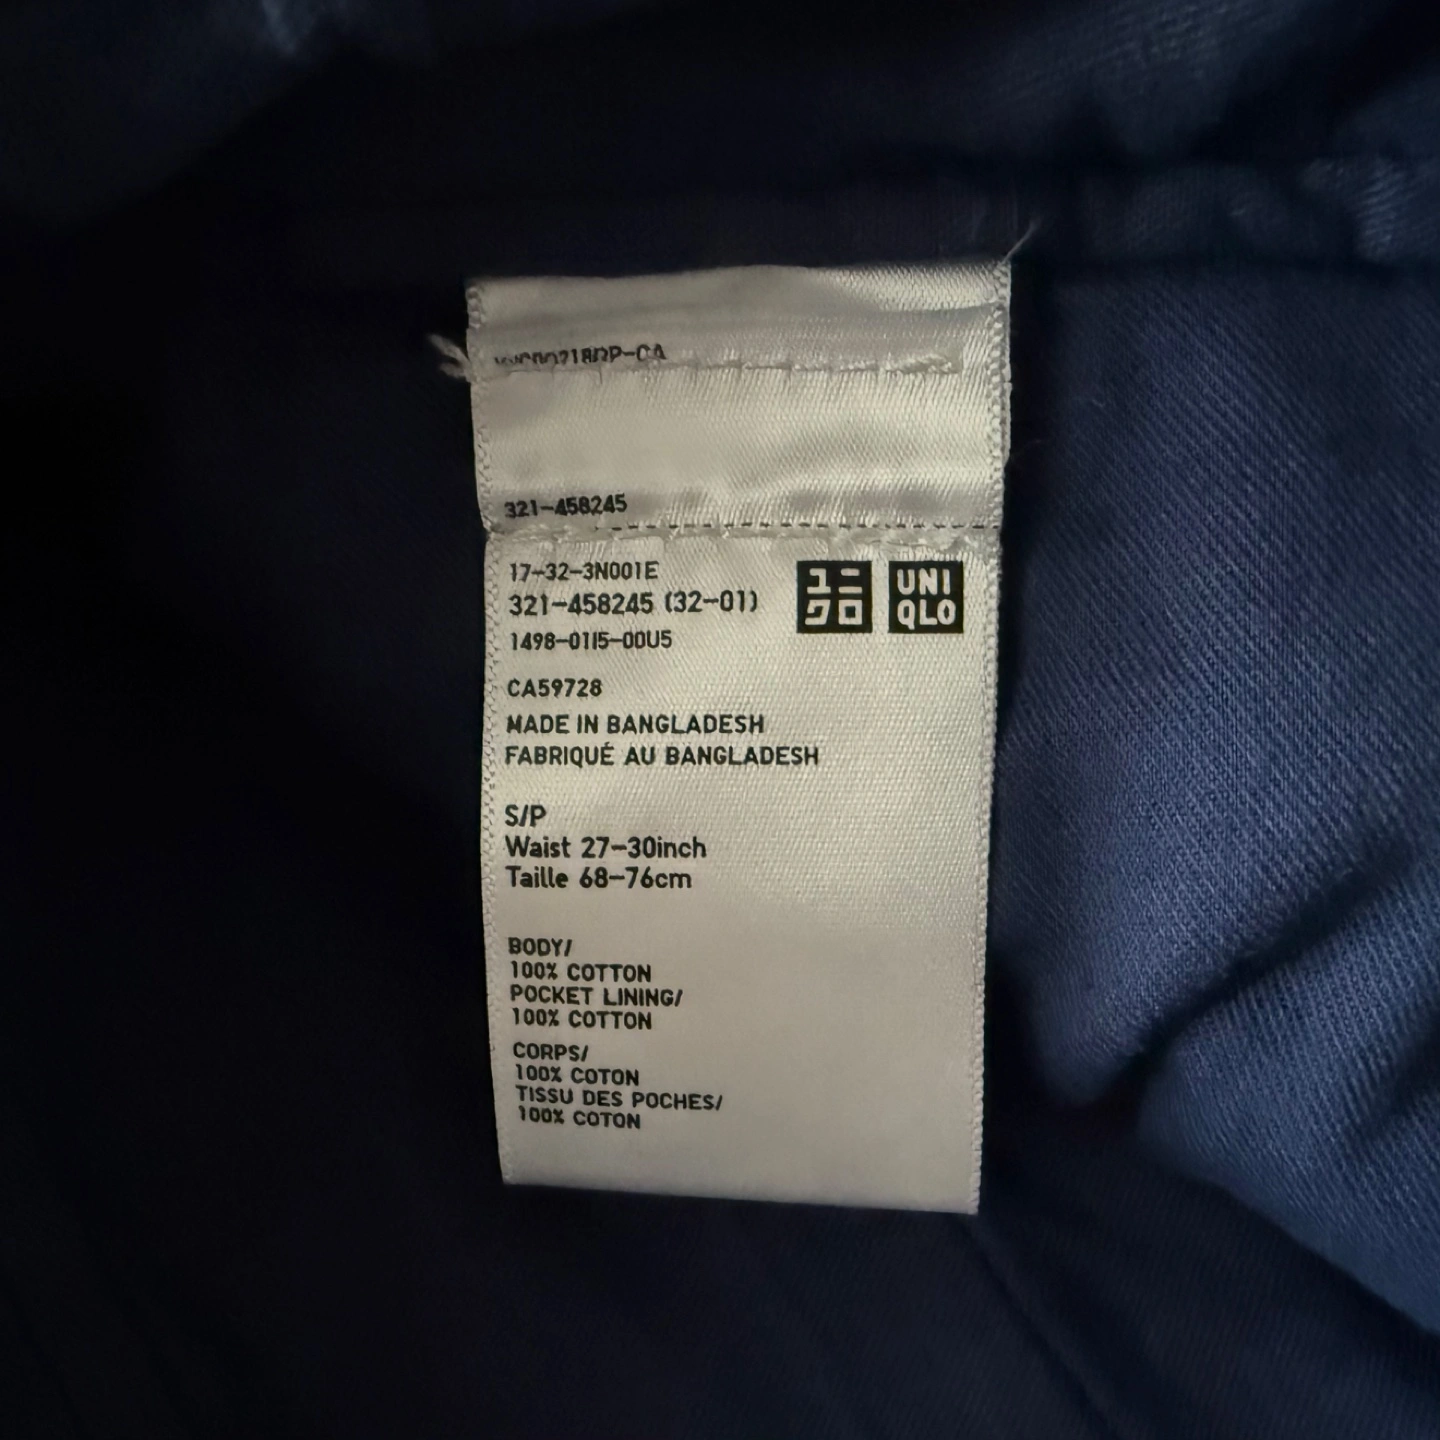 321-458245
17-32-3N001E
321-458245 (32-01)
1498-0115-00U5
ユニ
クロ
UNI
QLO
CA59728
MADE IN BANGLADESH
FABRIQUÉ AU BANGLADESH
S/P
Waist 27-30inch
Taille 68-76cm
BODY/
100% COTTON
POCKET LINING/
100% COTTON
CORPS/
100% COTON
TISSU DES POCHES/
100% COTON